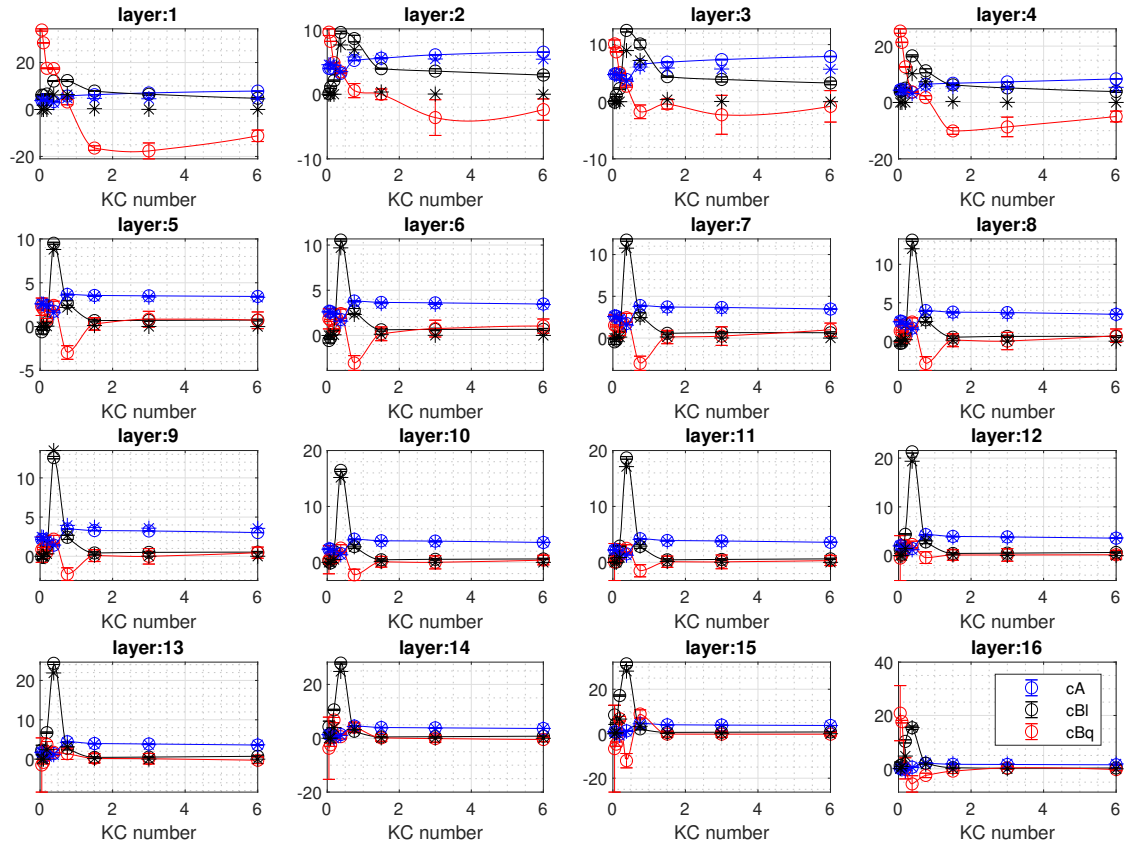 layer:1 layer:2 layer:3 layer:4
20 0 -20
10 0 -10
10 5 0 -5 -10
20 0 -20
0 2 4 6 0 2 4 6 0 2 4 6 0 2 4 6
KC number KC number KC number KC number
layer:5 layer:6 layer:7 layer:8
10 5 0 -5
10 5 0
10 5 0
10 5 0
0 2 4 6 0 2 4 6 0 2 4 6 0 2 4 6
KC number KC number KC number KC number
layer:9 layer:10 layer:11 layer:12
10 5 0
20 10 0
20 10 0
20 10 0
0 2 4 6 0 2 4 6 0 2 4 6 0 2 4 6
KC number KC number KC number KC number
layer:13 layer:14 layer:15 layer:16
20 10 0
20 0 -20
20 0 -20
40 20 0
cA
cBl
cBq
0 2 4 6 0 2 4 6 0 2 4 6 0 2 4 6
KC number KC number KC number KC number